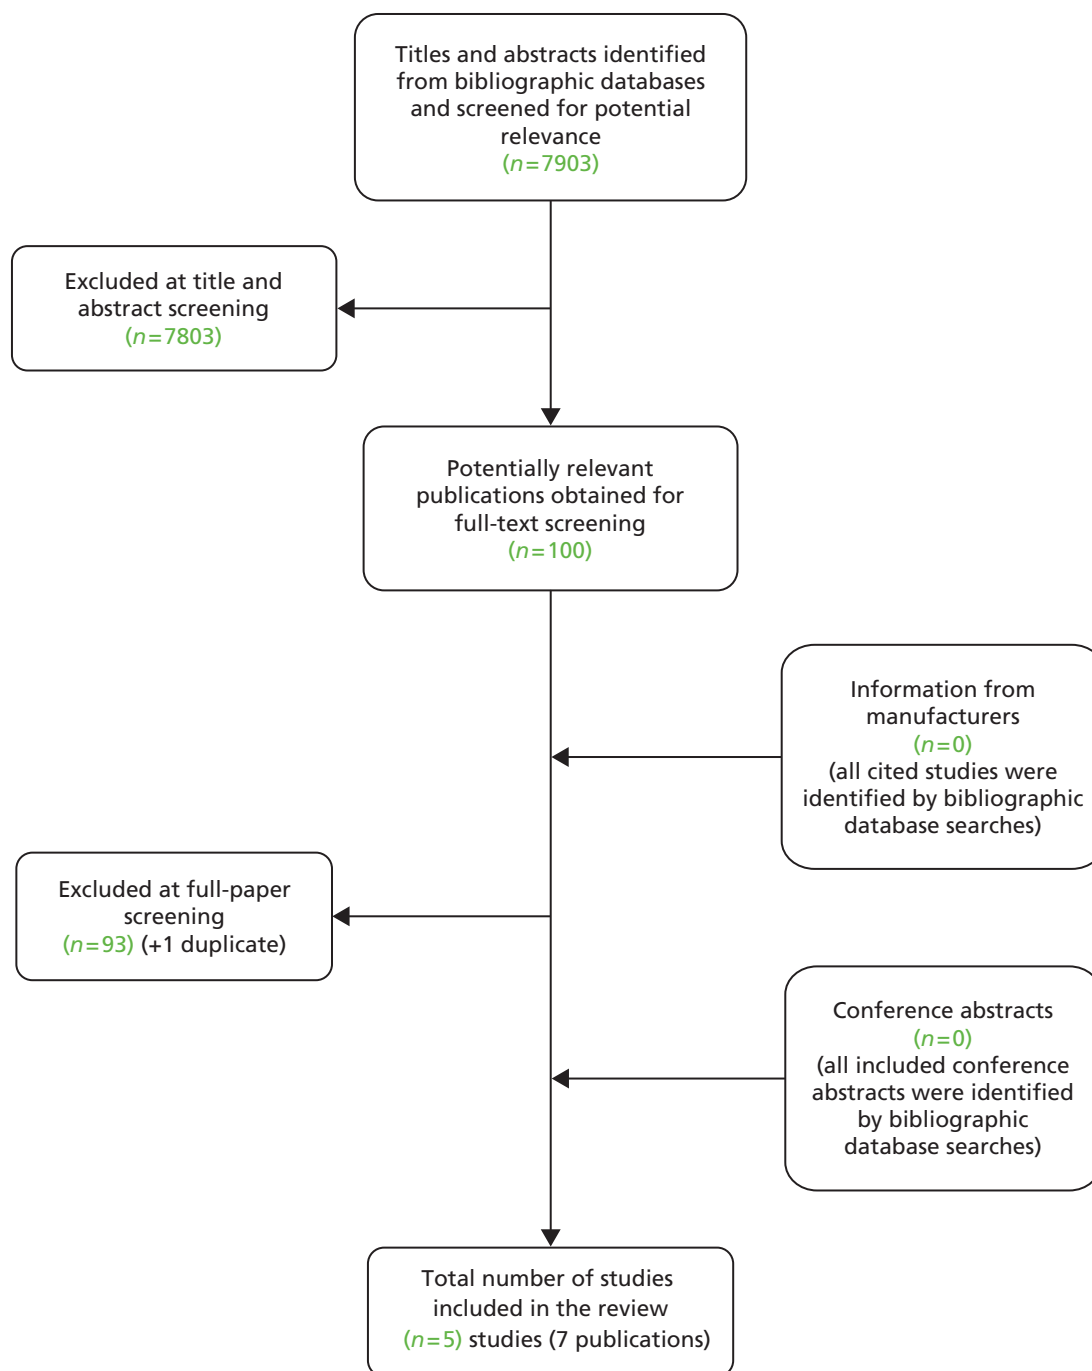 Titles and abstracts identified
from bibliographic databases
and screened for potential
relevance
(n=7903)
Excluded at title and
abstract screening
(n=7803)
Potentially relevant
publications obtained for
full-text screening
(n=100)
Information from
manufacturers
(n=0)
(all cited studies were
identified by bibliographic
database searches)
Excluded at full-paper
screening
(n=93) (+1 duplicate)
Conference abstracts
(n=0)
(all included conference
abstracts were identified
by bibliographic
database searches)
Total number of studies
included in the review
(n=5) studies (7 publications)